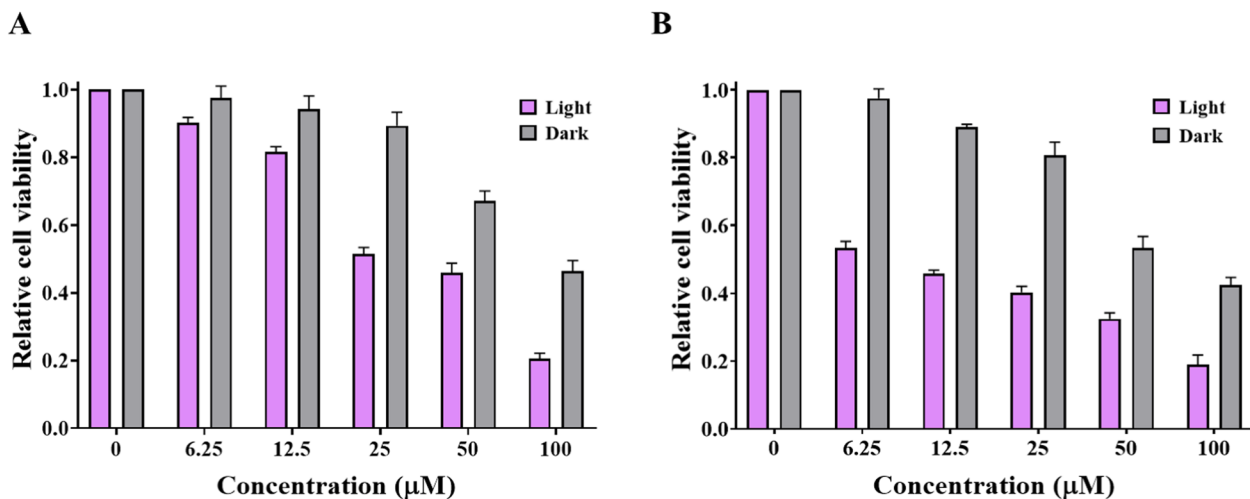 A
Relative cell viability
1.0
0.8
0.6
0.4
0.2
0.0
Light
Dark
0 6.25 12.5 25 50 100
Concentration (μM)
B
Relative cell viability
1.0
0.8
0.6
0.4
0.2
0.0
Light
Dark
0 6.25 12.5 25 50 100
Concentration (μM)